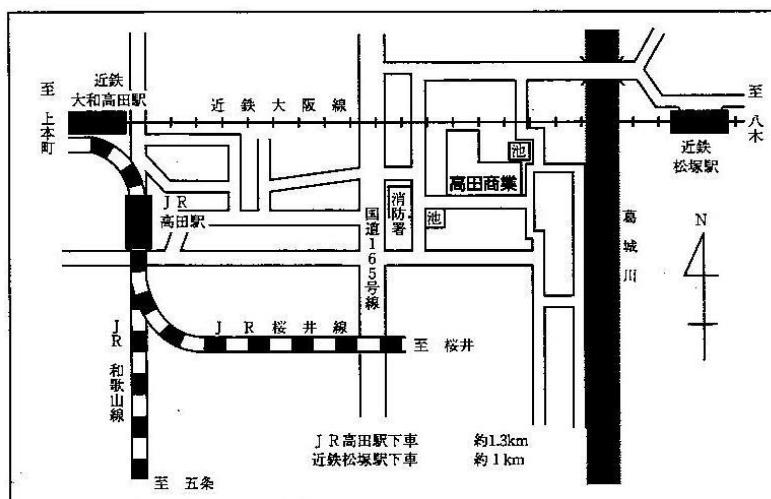 至 上本町
近鉄
大和高田駅
近鉄大阪線
至 八木
近鉄
松塚駅
池
高田商業
消防署
池
国道165号線
葛城川
N
JR
高田駅
JR桜井線
至 桜井
JR 和歌山線
至 五条
JR高田駅下車 約1.3km
近鉄松塚駅下車 約1km